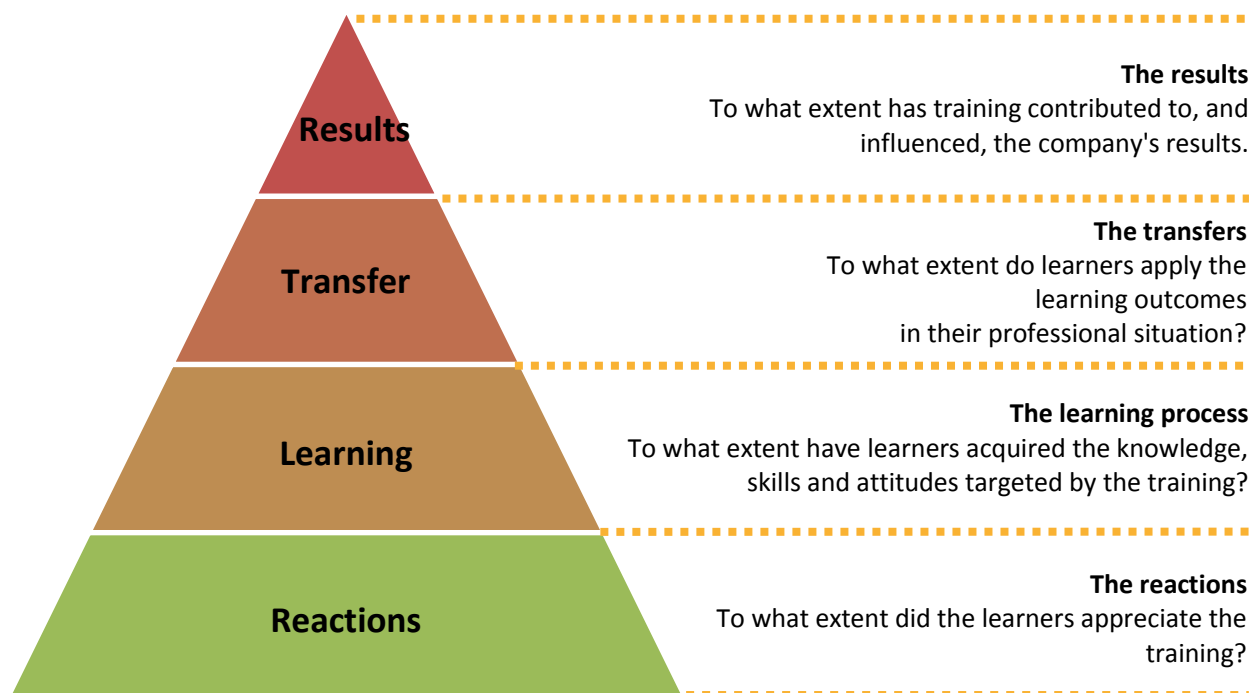 The results
To what extent has training contributed to, and
influenced, the company's results.
Results
The transfers
To what extent do learners apply the
learning outcomes
in their professional situation?
Transfer
The learning process
To what extent have learners acquired the knowledge,
skills and attitudes targeted by the training?
Learning
The reactions
To what extent did the learners appreciate the
training?
Reactions